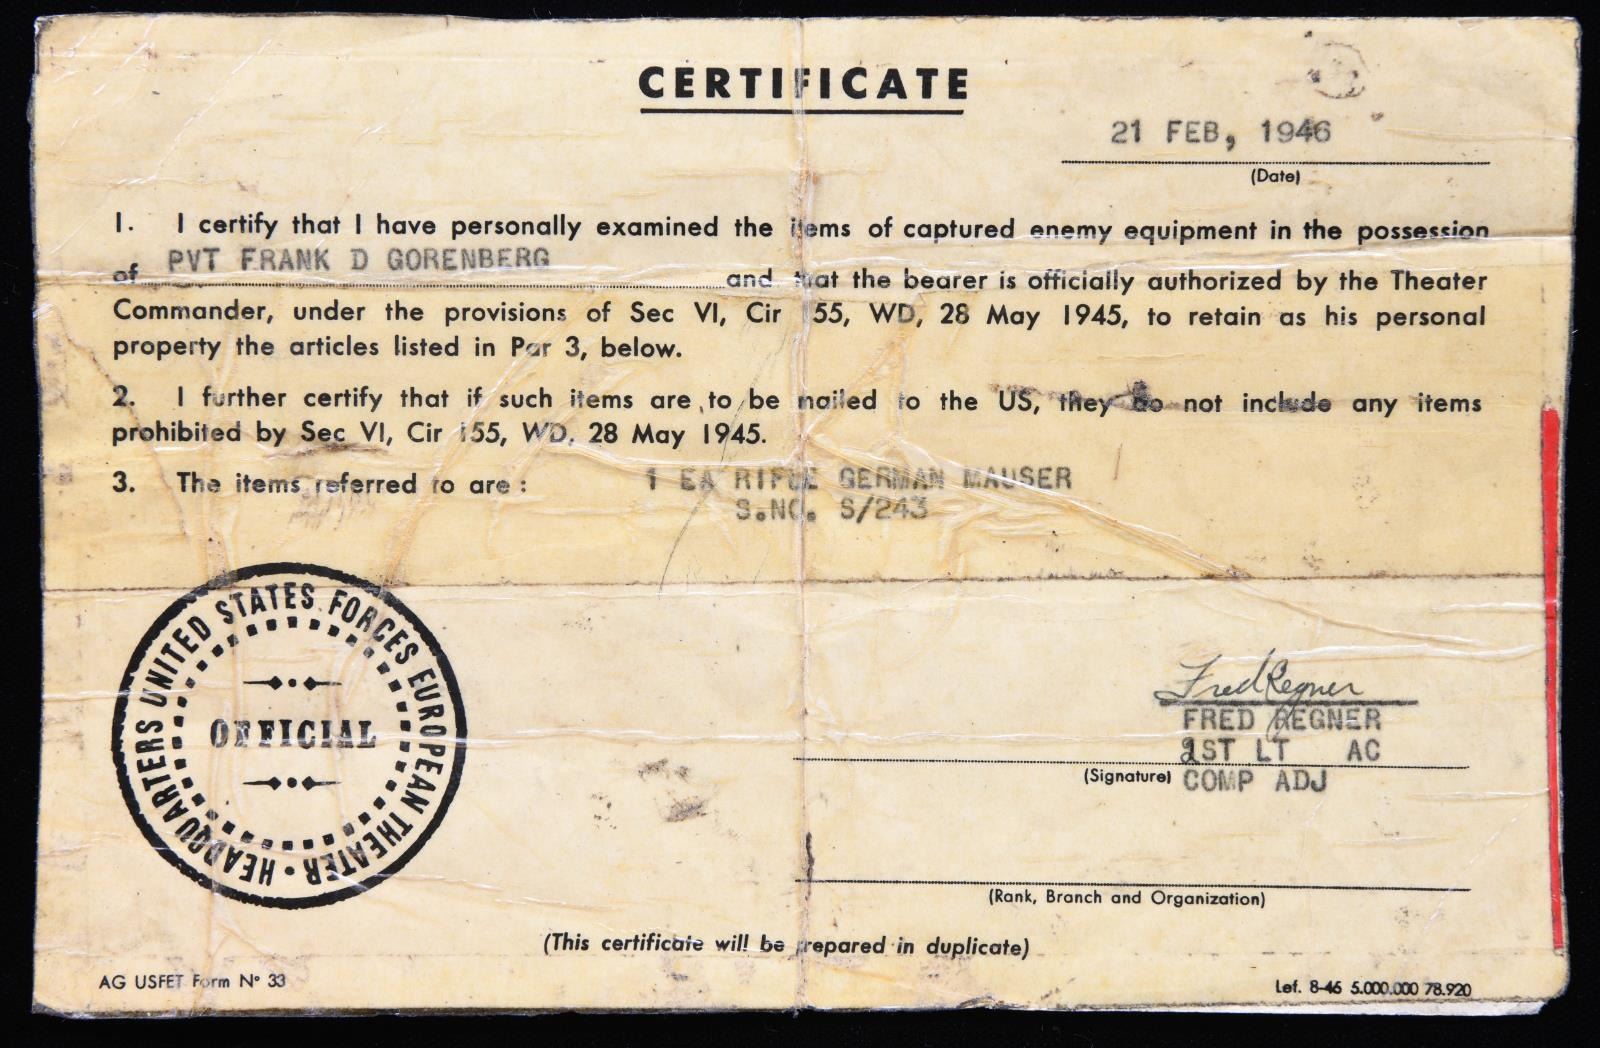 CERTIFICATE
21 FEB, 1946
(Date)
1. I certify that I have personally examined the items of captured enemy equipment in the possession
of PVT FRANK D GORENBERG and that the bearer is officially authorized by the Theater
Commander, under the provisions of Sec VI, Cir 155, WD, 28 May 1945, to retain as his personal
property the articles listed in Par 3, below.
2. I further certify that if such items are to be mailed to the US, they do not include any items
prohibited by Sec VI, Cir 155, WD, 28 May 1945.
3. The items referred to are: 1 EA RIFLE GERMAN MAUSER
S.NO. S/243
HEADQUARTERS UNITED STATES FORCES EUROPEAN THEATER •
OFFICIAL
Fred Regner
FRED REGNER
1ST LT AC
(Signature) COMP ADJ
(Rank, Branch and Organization)
(This certificate will be prepared in duplicate)
AG USFET Form N° 33
Lef. 8-46 5.000.000 78.920